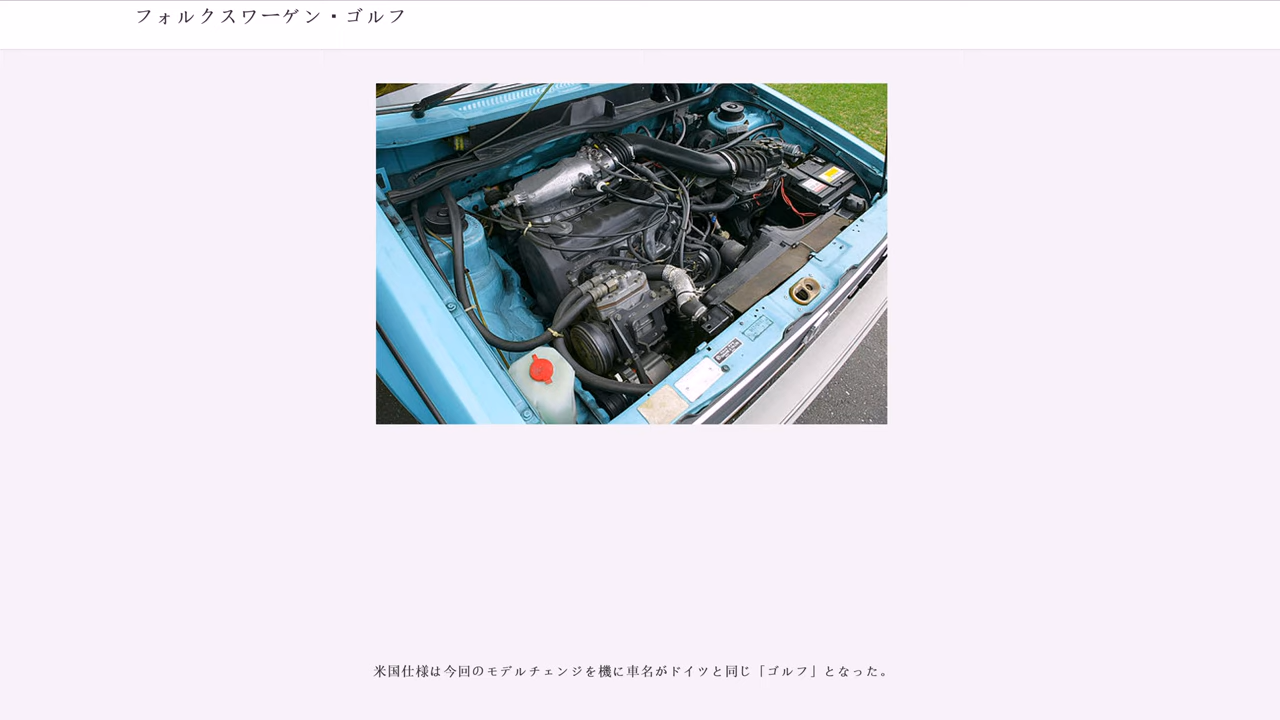 フォルクスワーゲン・ゴルフ
米国仕様は今回のモデルチェンジを機に車名がドイツと同じ「ゴルフ」となった。